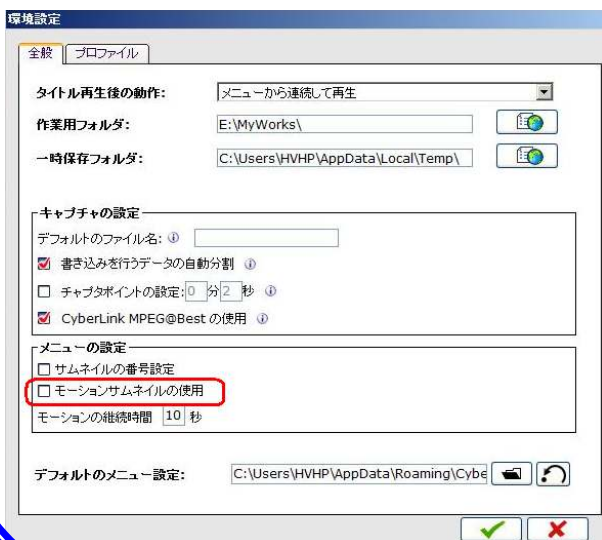 環境設定
全般 プロファイル
タイトル再生後の動作: メニューから連続して再生
作業用フォルダ: E:\MyWorks\
一時保存フォルダ: C:\Users\HVHP\AppData\Local\Temp\
キャプチャの設定
デフォルトのファイル名:
書き込みを行うデータの自動分割
チャプタポイントの設定: 0 分 2 秒
CyberLink MPEG@Best の使用
メニューの設定
サムネイルの番号設定
モーションサムネイルの使用
モーションの継続時間 10 秒
デフォルトのメニュー設定: C:\Users\HVHP\AppData\Roaming\Cybe